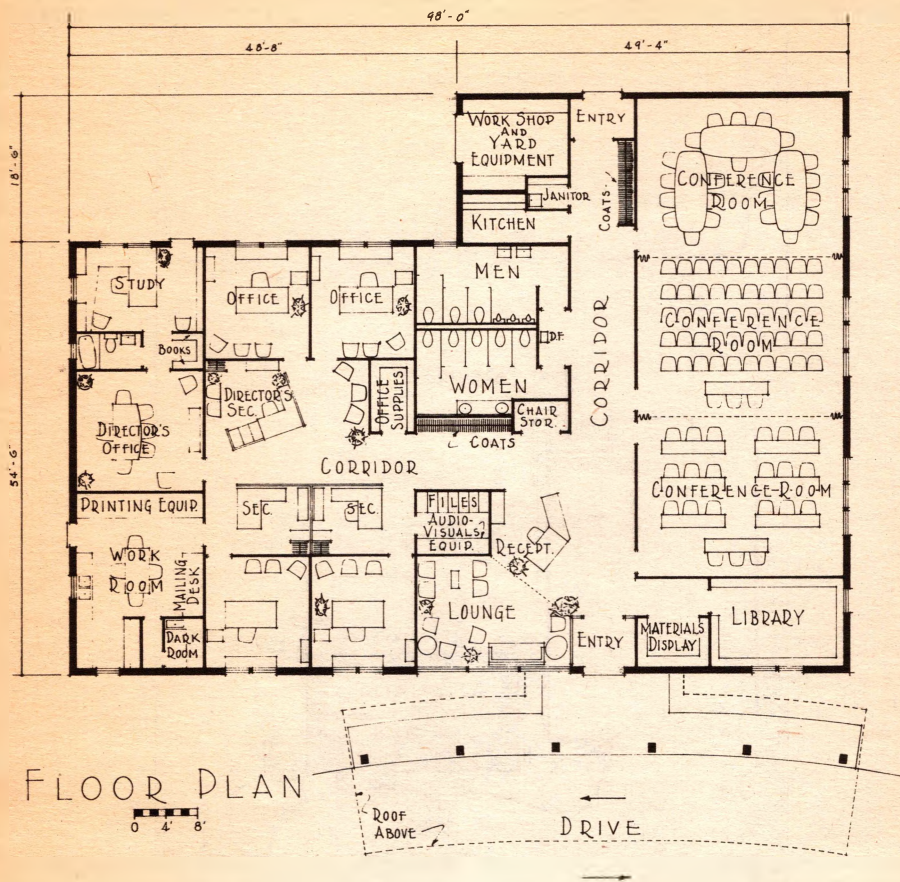 98'-0"
48'-8"
49'-4"
18'-6"
54'-6"
WORK SHOP
AND
YARD
EQUIPMENT
ENTRY
JANITOR
COATS
KITCHEN
CONFERENCE
ROOM
STUDY
OFFICE
OFFICE
MEN
BOOKS
D.F.
CORRIDOR
CONFERENCE
ROOM
DIRECTOR'S
SEC.
OFFICE
SUPPLIES
WOMEN
CHAIR
STOR.
COATS
DIRECTOR'S
OFFICE
CORRIDOR
CONFERENCE ROOM
PRINTING EQUIP.
SEC.
SEC.
FILES
AUDIO-
VISUALS
EQUIP.
RECEPT.
WORK
ROOM
MAILING
DESK
DARK
ROOM
LOUNGE
ENTRY
MATERIALS
DISPLAY
LIBRARY
FLOOR PLAN
0 4' 8'
ROOF
ABOVE
DRIVE